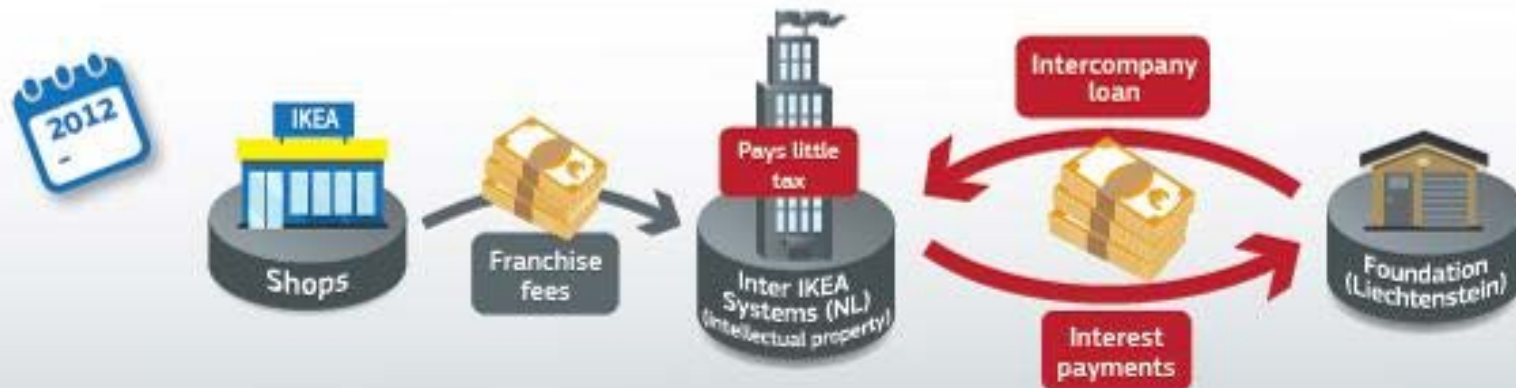 2012
–
IKEA
Shops
Franchise
fees
Pays little
tax
Inter IKEA
Systems (NL)
(intellectual property)
Intercompany
loan
€
Interest
payments
Foundation
(Liechtenstein)